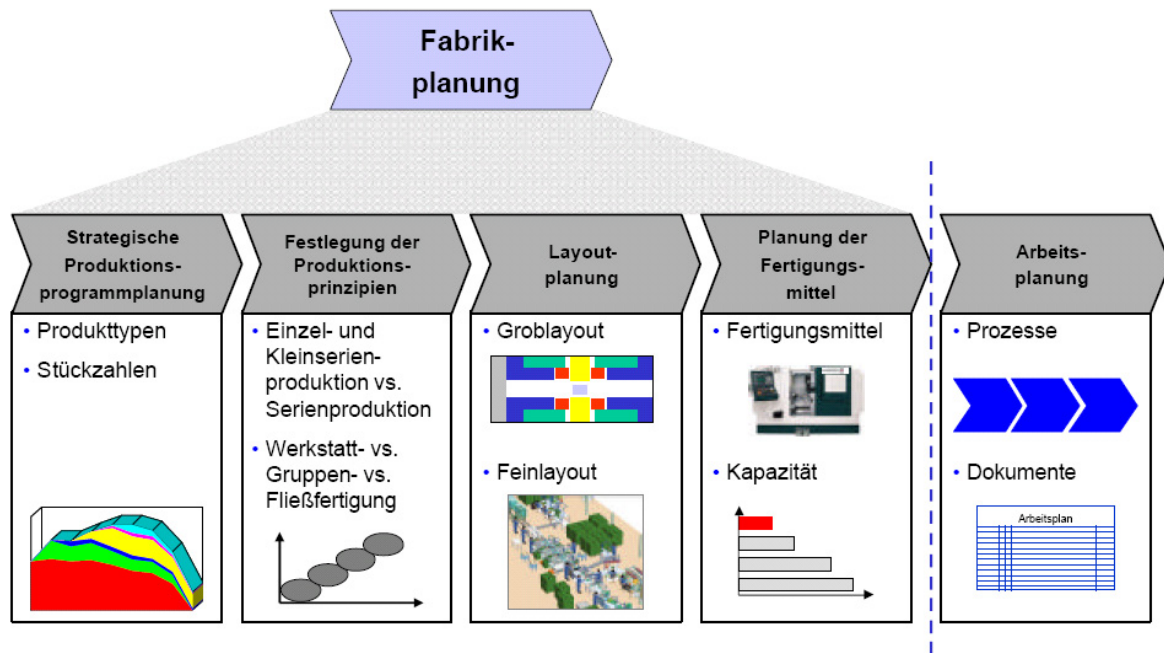 Fabrik-
planung
Strategische
Produktions-
programmplanung
• Produkttypen
• Stückzahlen
Festlegung der
Produktions-
prinzipien
• Einzel- und
Kleinserien-
produktion vs.
Serienproduktion
• Werkstatt- vs.
Gruppen- vs.
Fließfertigung
Layout-
planung
• Groblayout
• Feinlayout
Planung der
Fertigungs-
mittel
• Fertigungsmittel
• Kapazität
Arbeits-
planung
• Prozesse
• Dokumente
Arbeitsplan